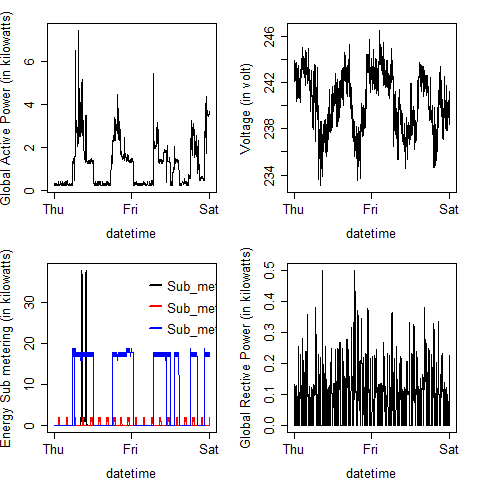 Global Active Power (in kilowatts)
0 2 4 6
Thu Fri Sat
datetime
Voltage (in volt)
234 238 242 246
Thu Fri Sat
datetime
Energy Sub metering (in kilowatts)
0 10 20 30
Sub_met
Sub_met
Sub_met
Thu Fri Sat
datetime
Global Rective Power (in kilowatts)
0.0 0.1 0.2 0.3 0.4 0.5
Thu Fri Sat
datetime